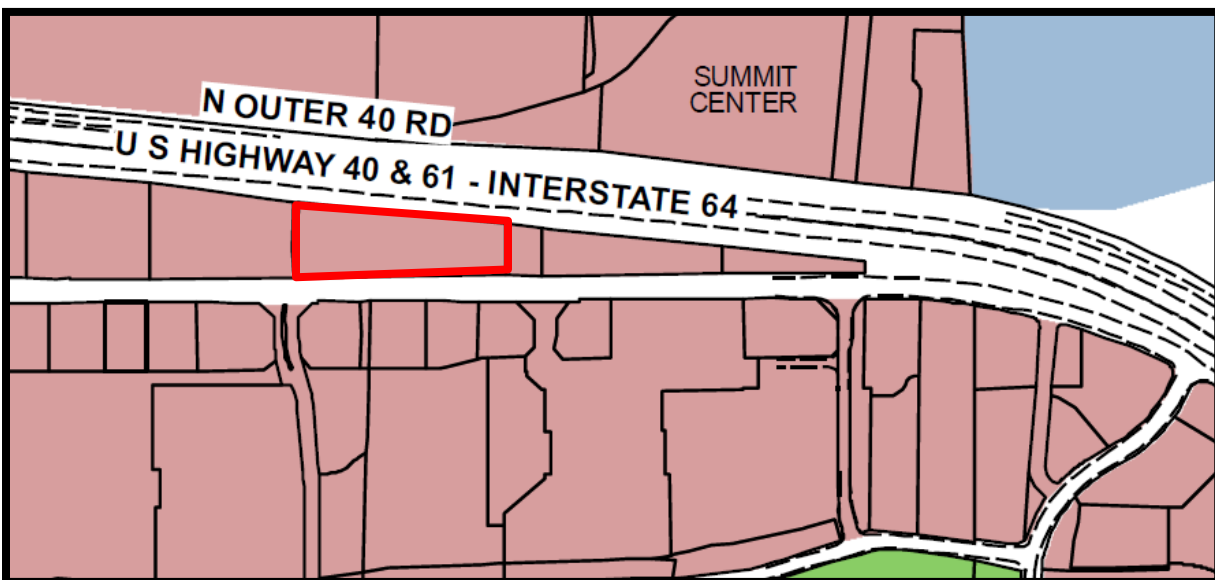 SUMMIT
CENTER
N OUTER 40 RD
U S HIGHWAY 40 & 61 - INTERSTATE 64